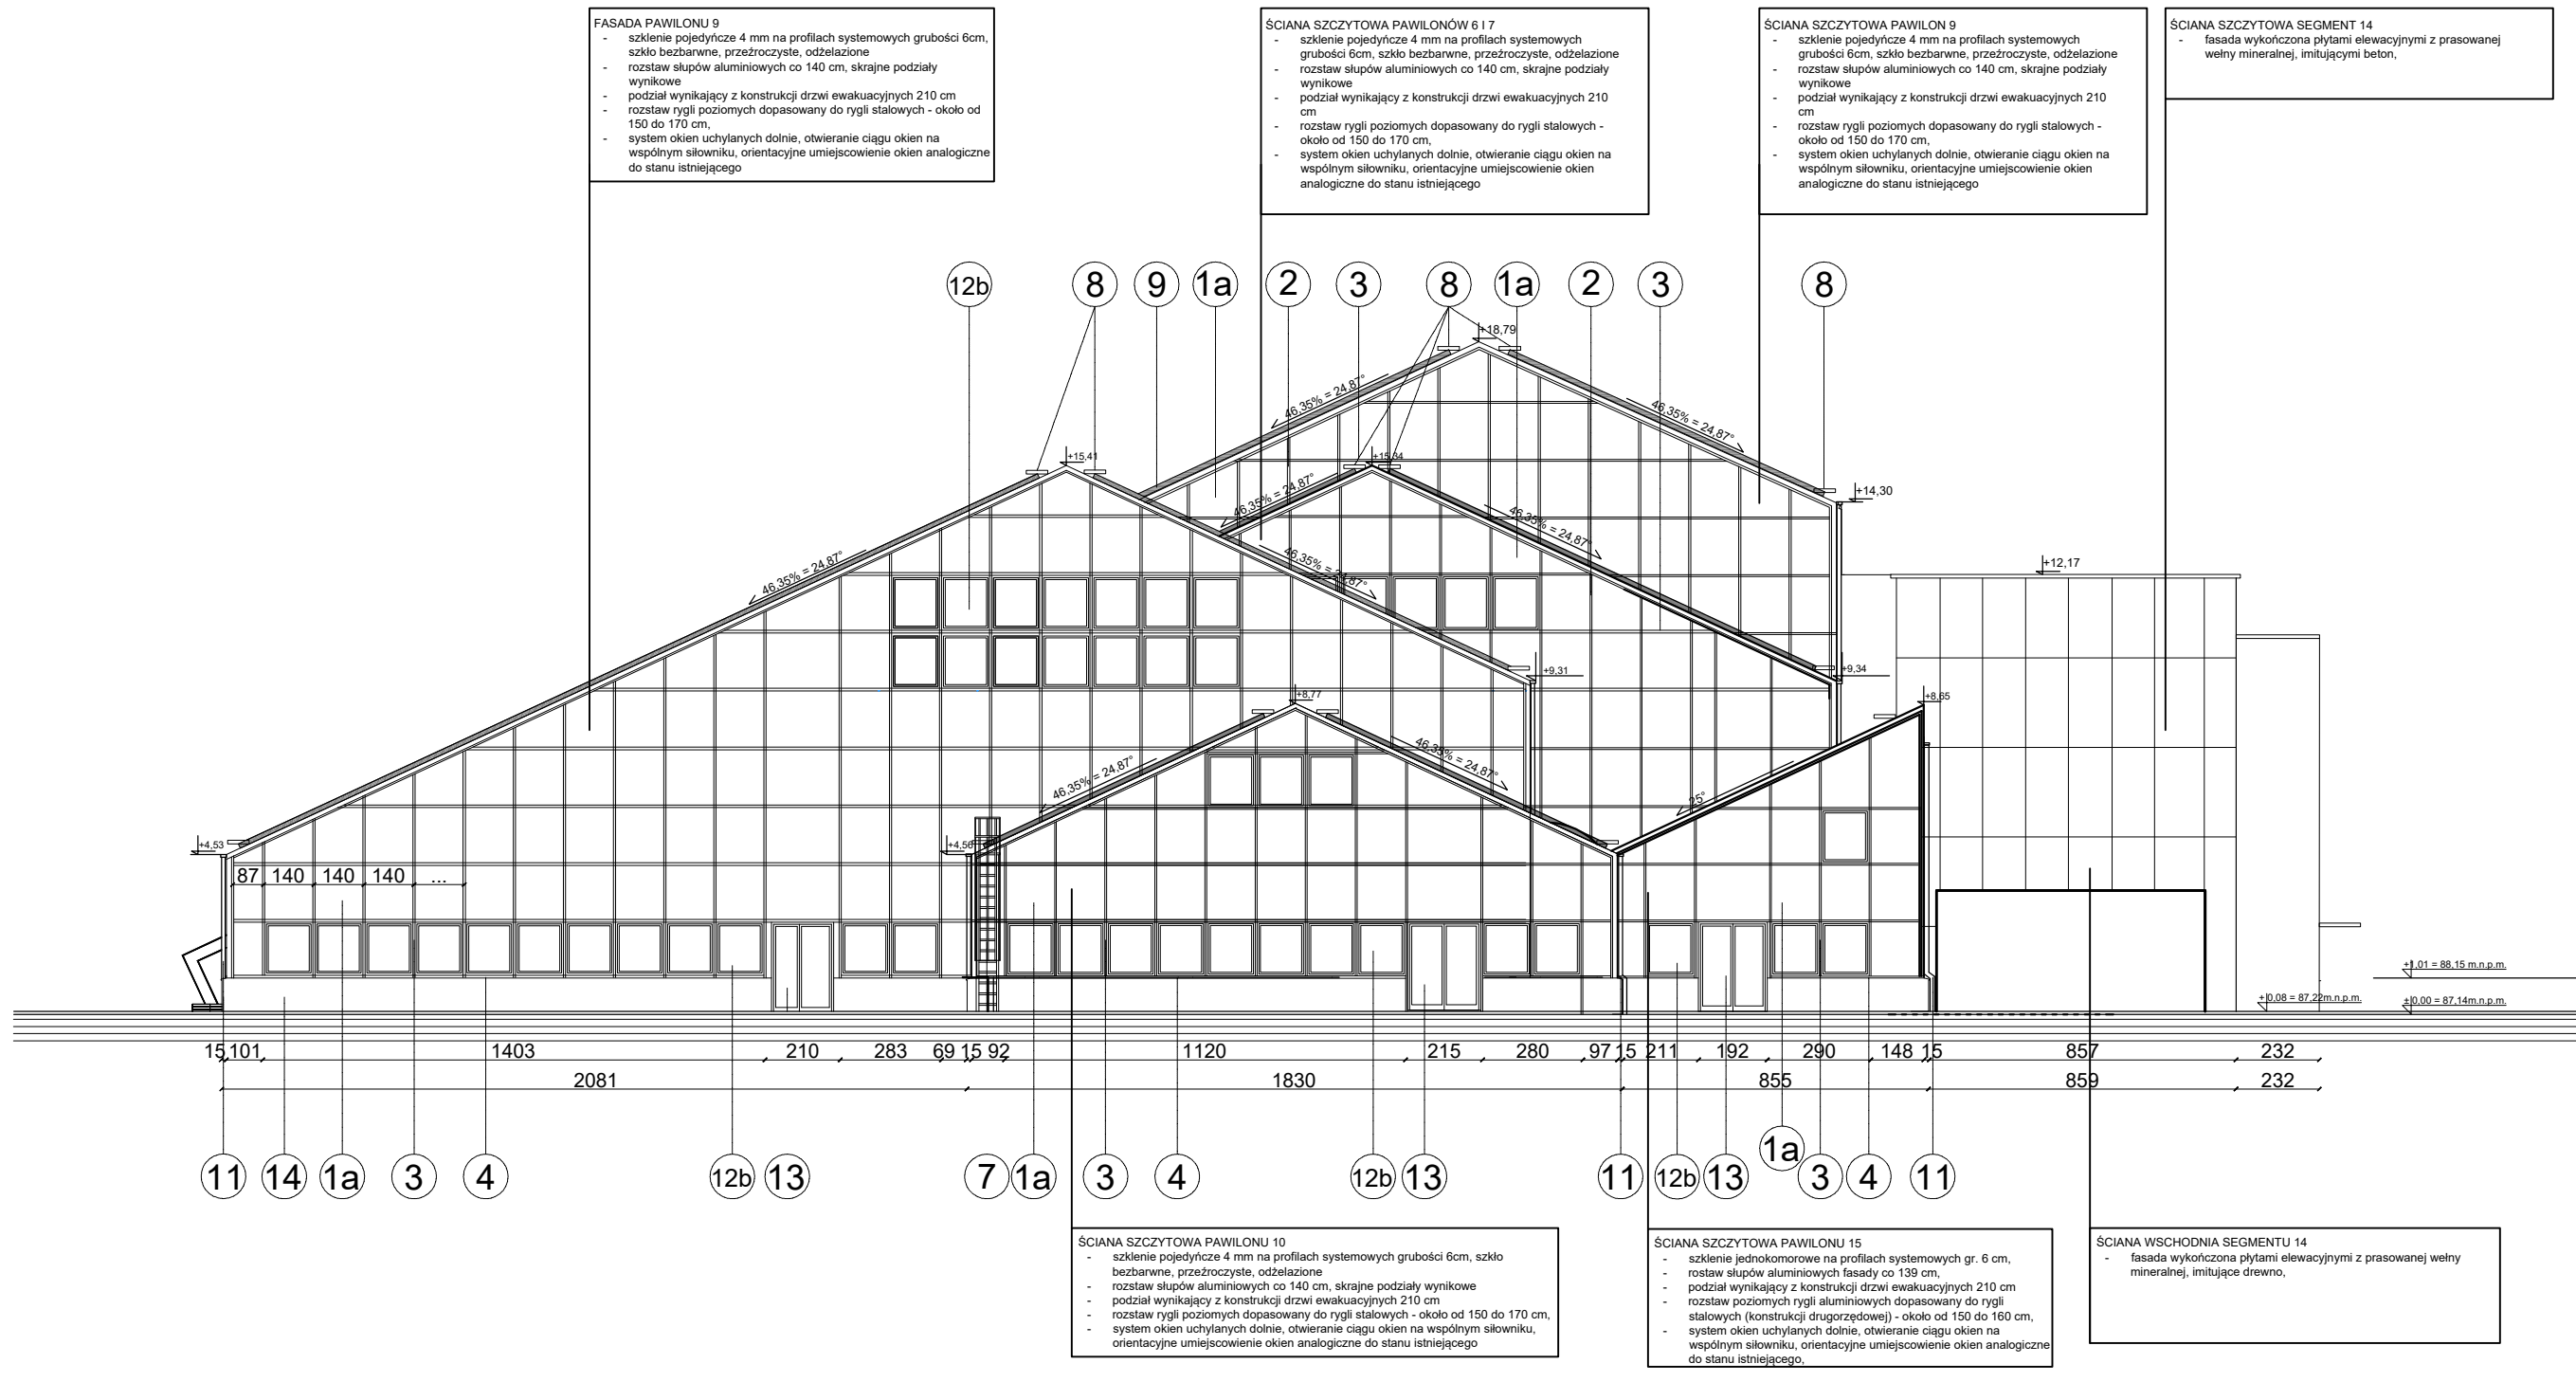 FASADA PAWILONU 9
- szklenie pojedyńcze 4 mm na profilach systemowych grubości 6cm,
szkło bezbarwne, przeźroczyste, odżelazione
- rozstaw słupów aluminiowych co 140 cm, skrajne podziały
wynikowe
- podział wynikający z konstrukcji drzwi ewakuacyjnych 210 cm
- rozstaw rygli poziomych dopasowany do rygli stalowych - około od
150 do 170 cm,
- system okien uchylanych dolnie, otwieranie ciągu okien na
wspólnym siłowniku, orientacyjne umiejscowienie okien analogiczne
do stanu istniejącego
ŚCIANA SZCZYTOWA PAWILONÓW 6 I 7
- szklenie pojedyńcze 4 mm na profilach systemowych
grubości 6cm, szkło bezbarwne, przeźroczyste, odżelazione
- rozstaw słupów aluminiowych co 140 cm, skrajne podziały
wynikowe
- podział wynikający z konstrukcji drzwi ewakuacyjnych 210
cm
- rozstaw rygli poziomych dopasowany do rygli stalowych -
około od 150 do 170 cm,
- system okien uchylanych dolnie, otwieranie ciągu okien na
wspólnym siłowniku, orientacyjne umiejscowienie okien
analogiczne do stanu istniejącego
ŚCIANA SZCZYTOWA PAWILON 9
- szklenie pojedyńcze 4 mm na profilach systemowych
grubości 6cm, szkło bezbarwne, przeźroczyste, odżelazione
- rozstaw słupów aluminiowych co 140 cm, skrajne podziały
wynikowe
- podział wynikający z konstrukcji drzwi ewakuacyjnych 210
cm
- rozstaw rygli poziomych dopasowany do rygli stalowych -
około od 150 do 170 cm,
- system okien uchylanych dolnie, otwieranie ciągu okien na
wspólnym siłowniku, orientacyjne umiejscowienie okien
analogiczne do stanu istniejącego
ŚCIANA SZCZYTOWA SEGMENT 14
- fasada wykończona płytami elewacyjnymi z prasowanej
wełny mineralnej, imitującymi beton,
12b 8 9 1a 2 3 8 1a 2 3 8
+18,79
46,35% = 24,87°
46,35% = 24,87°
+15,41
+15,34
46,35% = 24,87°
+14,30
46,35% = 24,87°
46,35% = 24,87°
46,35% = 24,87°
+12,17
+9,31
+9,34
+8,77
+8,65
46,35% = 24,87°
46,35% = 24,87°
25°
+4,53
+4,56
87 140 140 140 ...
+1,01 = 88,15 m.n.p.m.
+0,08 = 87,22m.n.p.m.
±0,00 = 87,14m.n.p.m.
15 101 1403 210 283 69 15 92 1120 215 280 97 15 211 192 290 148 15 857 232
2081 1830 855 859 232
11 14 1a 3 4 12b 13 7 1a 3 4 12b 13 11 12b 13 1a 3 4 11
ŚCIANA SZCZYTOWA PAWILONU 10
- szklenie pojedyńcze 4 mm na profilach systemowych grubości 6cm, szkło
bezbarwne, przeźroczyste, odżelazione
- rozstaw słupów aluminiowych co 140 cm, skrajne podziały wynikowe
- podział wynikający z konstrukcji drzwi ewakuacyjnych 210 cm
- rozstaw rygli poziomych dopasowany do rygli stalowych - około od 150 do 170 cm,
- system okien uchylanych dolnie, otwieranie ciągu okien na wspólnym siłowniku,
orientacyjne umiejscowienie okien analogiczne do stanu istniejącego
ŚCIANA SZCZYTOWA PAWILONU 15
- szklenie jednokomorowe na profilach systemowych gr. 6 cm,
- rostaw słupów aluminiowych fasady co 139 cm,
- podział wynikający z konstrukcji drzwi ewakuacyjnych 210 cm
- rozstaw poziomych rygli aluminiowych dopasowany do rygli
stalowych (konstrukcji drugorzędowej) - około od 150 do 160 cm,
- system okien uchylanych dolnie, otwieranie ciągu okien na
wspólnym siłowniku, orientacyjne umiejscowienie okien analogiczne
do stanu istniejącego,
ŚCIANA WSCHODNIA SEGMENTU 14
- fasada wykończona płytami elewacyjnymi z prasowanej wełny
mineralnej, imitujące drewno,